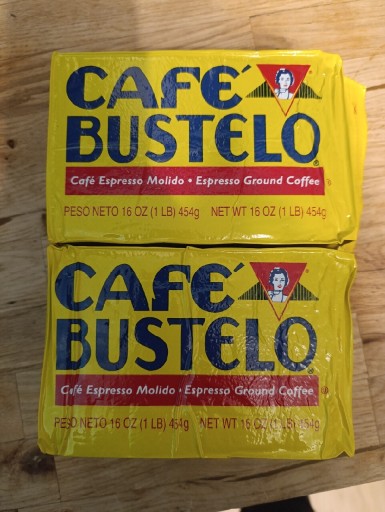 CAFÉ
BUSTELO®
Café Espresso Molido • Espresso Ground Coffee
PESO NETO 16 OZ (1 LB) 454g NET WT 16 OZ (1 LB) 454g
CAFÉ
BUSTELO®
Café Espresso Molido • Espresso Ground Coffee ®
PESO NETO 16 OZ (1 LB) 454g NET WT 16 OZ (1 LB) 454g